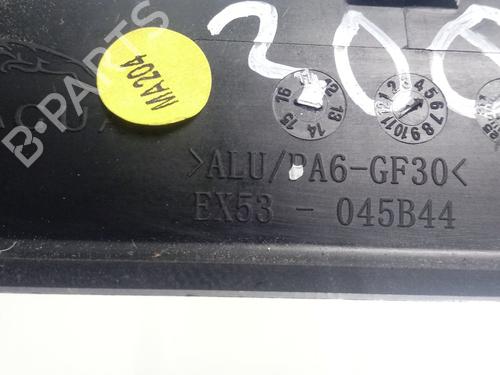 200
MA204
B-PARTS
>ALU/PA6-GF30<
EX53 - 045B44